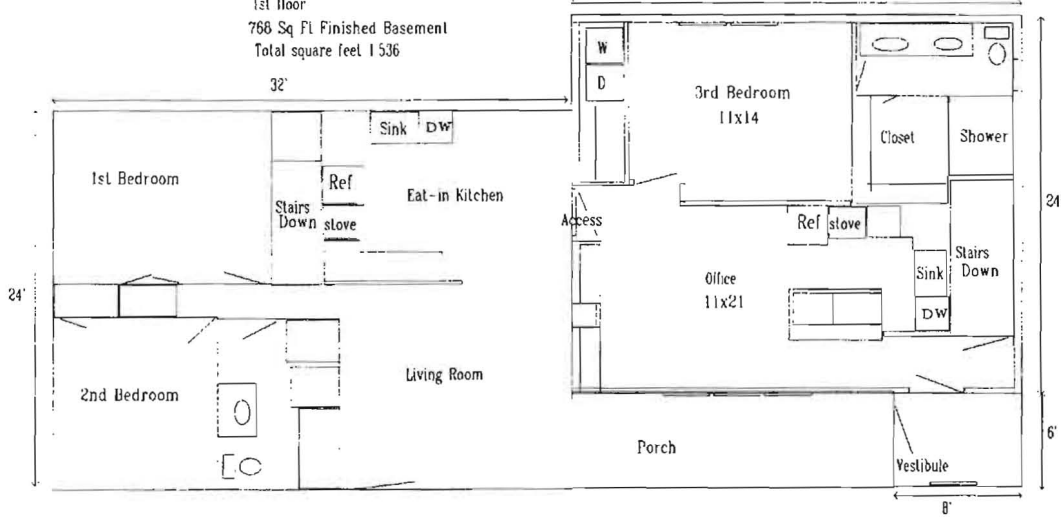 1st floor
768 Sq Ft Finished Basement
Total square feet 1536
32'
W
D
3rd Bedroom
11x14
Closet
Shower
Sink
DW
1st Bedroom
Ref
Eat-in Kitchen
Stairs
Down
stove
Access
Ref
stove
24
Stairs
Down
Office
11x21
Sink
DW
24'
Living Room
2nd Bedroom
Porch
6'
Vestibule
8'